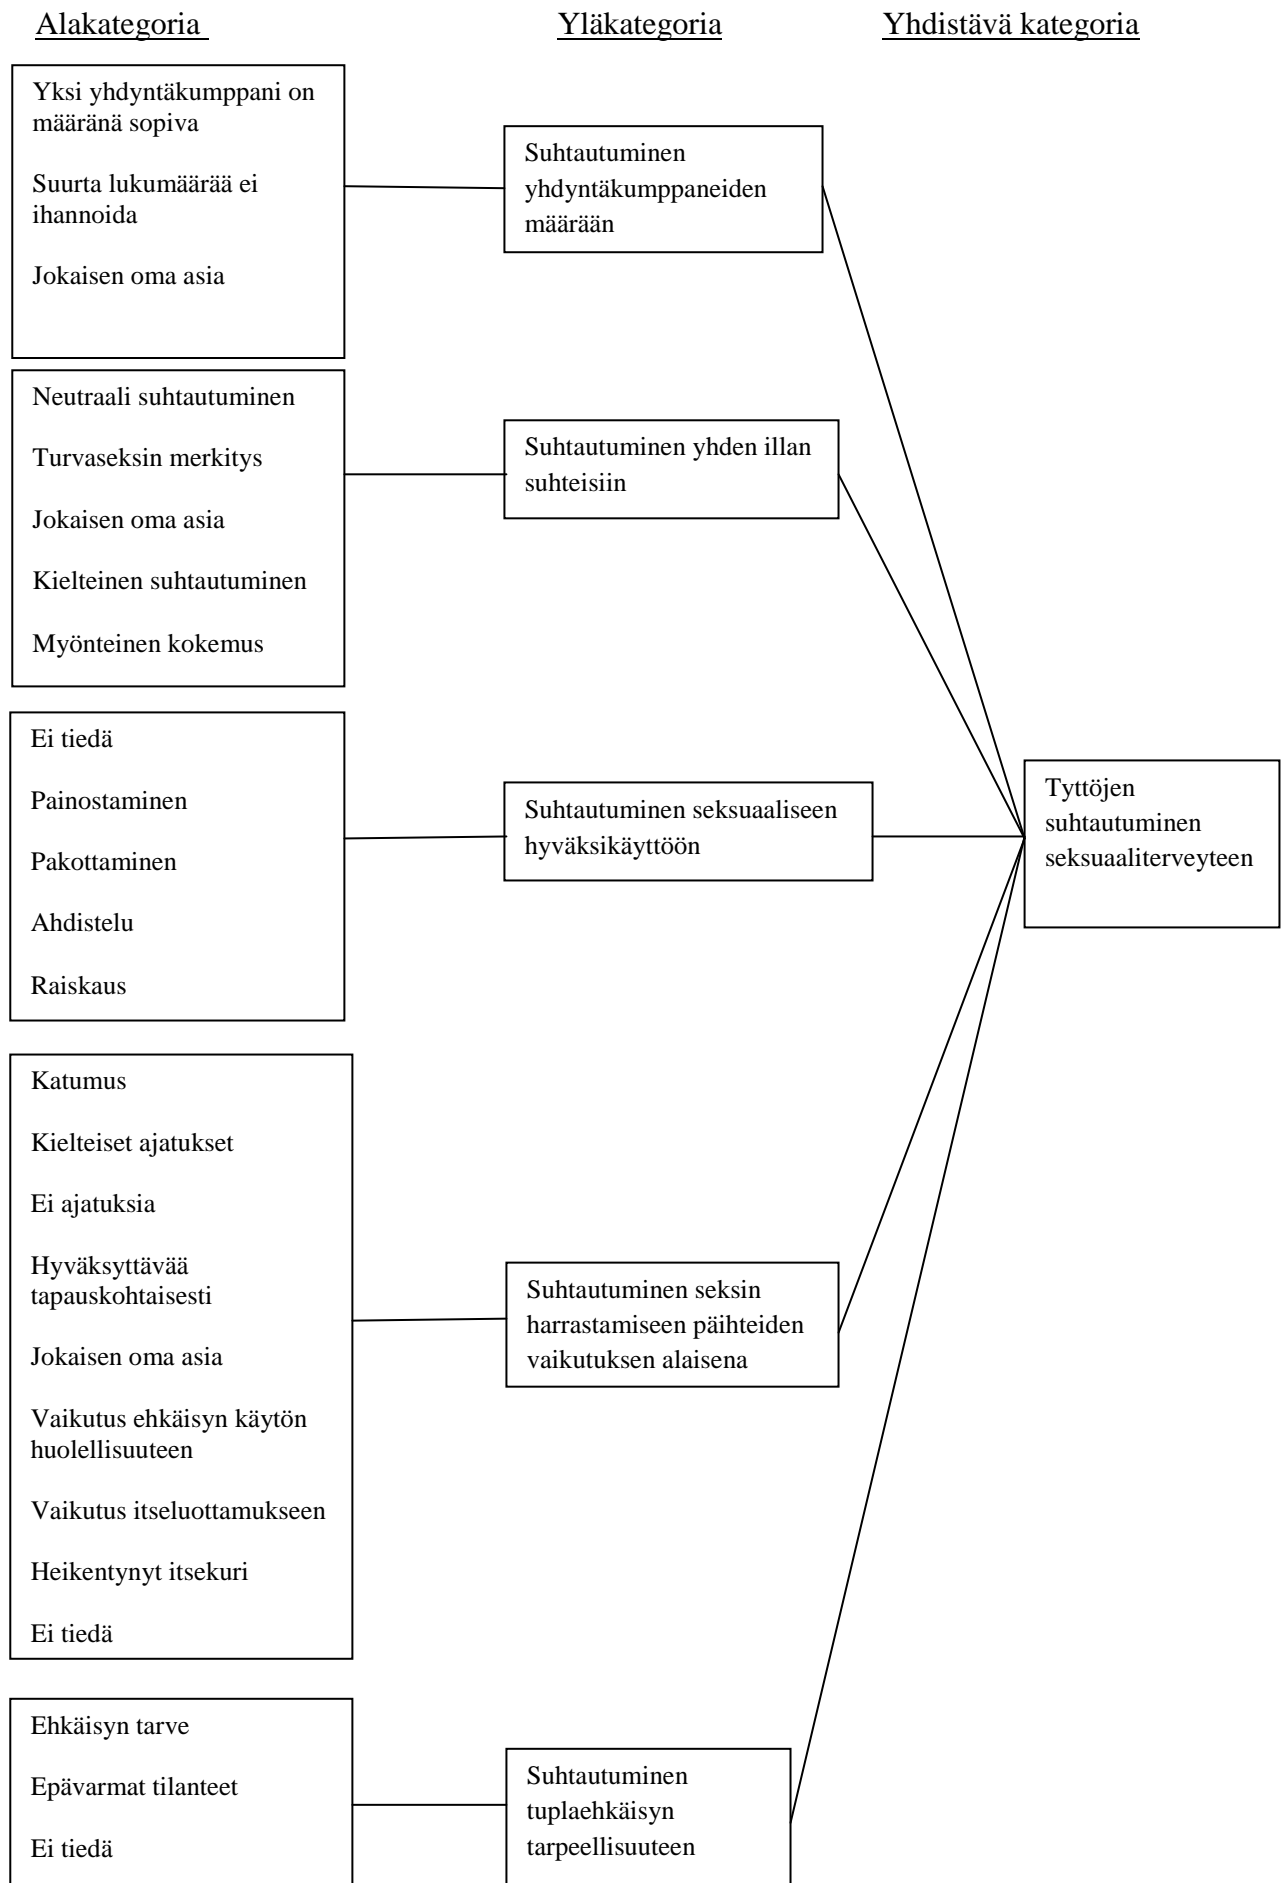 Alakategoria
Yläkategoria
Yhdistävä kategoria
Yksi yhdyntäkumppani on
määränä sopiva
Suurta lukumäärää ei
ihannoida
Jokaisen oma asia
Suhtautuminen
yhdyntäkumppaneiden
määrään
Neutraali suhtautuminen
Turvaseksin merkitys
Jokaisen oma asia
Kielteinen suhtautuminen
Myönteinen kokemus
Suhtautuminen yhden illan
suhteisiin
Ei tiedä
Painostaminen
Pakottaminen
Ahdistelu
Raiskaus
Suhtautuminen seksuaaliseen
hyväksikäyttöön
Tyttöjen
suhtautuminen
seksuaaliterveyteen
Katumus
Kielteiset ajatukset
Ei ajatuksia
Hyväksyttävää
tapauskohtaisesti
Jokaisen oma asia
Vaikutus ehkäisyn käytön
huolellisuuteen
Vaikutus itseluottamukseen
Heikentynyt itsekuri
Ei tiedä
Suhtautuminen seksin
harrastamiseen päihteiden
vaikutuksen alaisena
Ehkäisyn tarve
Epävarmat tilanteet
Ei tiedä
Suhtautuminen
tuplaehkäisyn
tarpeellisuuteen